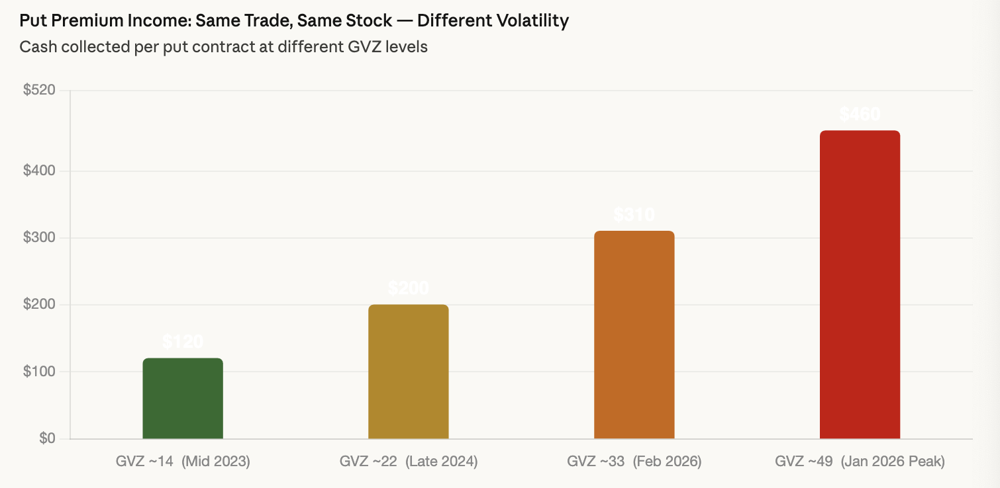 Put Premium Income: Same Trade, Same Stock — Different Volatility
Cash collected per put contract at different GVZ levels
$520
$460
$400
$310
$300
$200
$200
$120
$100
$0
GVZ ~14 (Mid 2023)
GVZ ~22 (Late 2024)
GVZ ~33 (Feb 2026)
GVZ ~49 (Jan 2026 Peak)